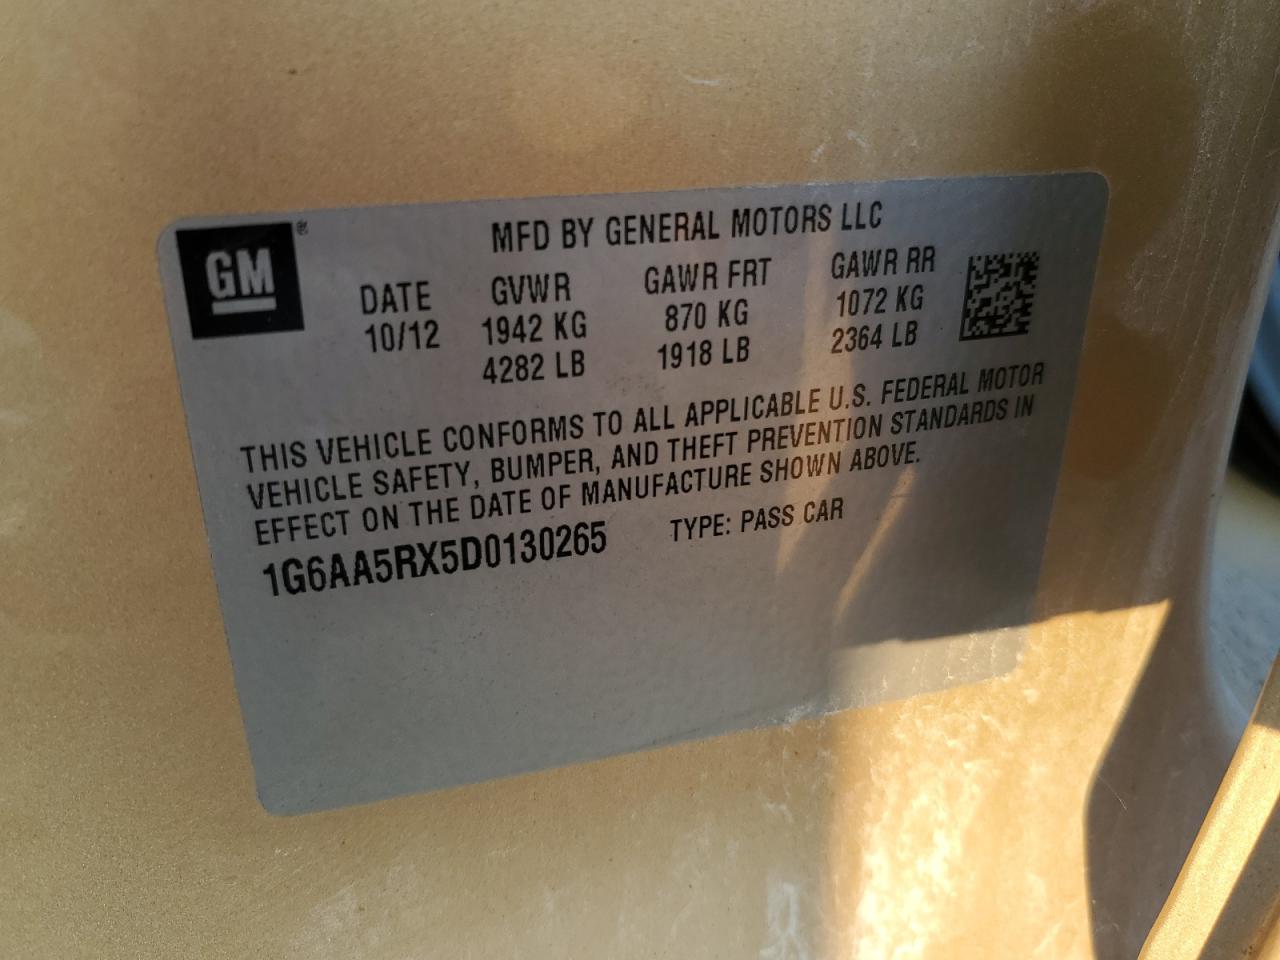 GM®
MFD BY GENERAL MOTORS LLC
DATE GVWR GAWR FRT GAWR RR
10/12 1942 KG 870 KG 1072 KG
4282 LB 1918 LB 2364 LB
THIS VEHICLE CONFORMS TO ALL APPLICABLE U.S. FEDERAL MOTOR
VEHICLE SAFETY, BUMPER, AND THEFT PREVENTION STANDARDS IN
EFFECT ON THE DATE OF MANUFACTURE SHOWN ABOVE.
1G6AA5RX5D0130265 TYPE: PASS CAR